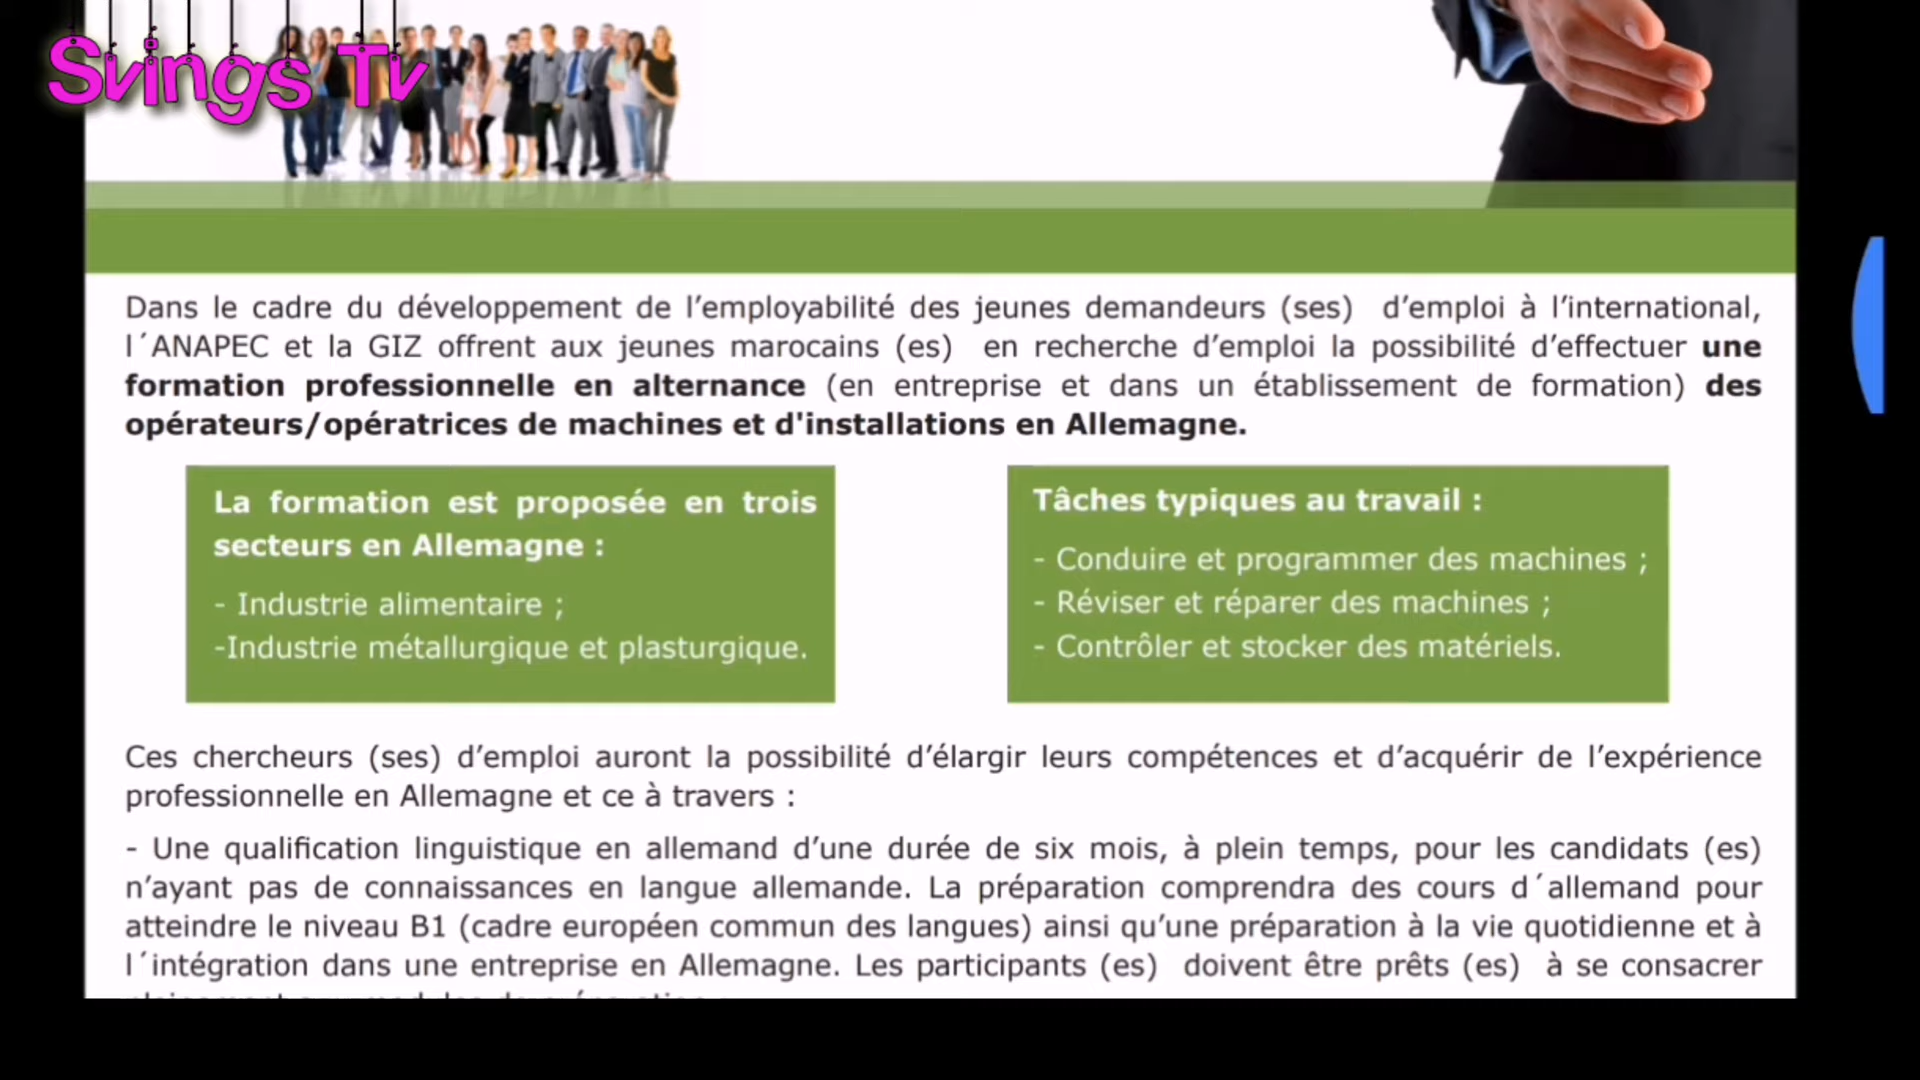 Svings Tv
Dans le cadre du développement de l’employabilité des jeunes demandeurs (ses) d’emploi à l’international,
l´ANAPEC et la GIZ offrent aux jeunes marocains (es) en recherche d’emploi la possibilité d’effectuer une
formation professionnelle en alternance (en entreprise et dans un établissement de formation) des
opérateurs/opératrices de machines et d'installations en Allemagne.
La formation est proposée en trois
secteurs en Allemagne :
- Industrie alimentaire ;
-Industrie métallurgique et plasturgique.
Tâches typiques au travail :
- Conduire et programmer des machines ;
- Réviser et réparer des machines ;
- Contrôler et stocker des matériels.
Ces chercheurs (ses) d’emploi auront la possibilité d’élargir leurs compétences et d’acquérir de l’expérience
professionnelle en Allemagne et ce à travers :
- Une qualification linguistique en allemand d’une durée de six mois, à plein temps, pour les candidats (es)
n’ayant pas de connaissances en langue allemande. La préparation comprendra des cours d´allemand pour
atteindre le niveau B1 (cadre européen commun des langues) ainsi qu’une préparation à la vie quotidienne et à
l´intégration dans une entreprise en Allemagne. Les participants (es) doivent être prêts (es) à se consacrer